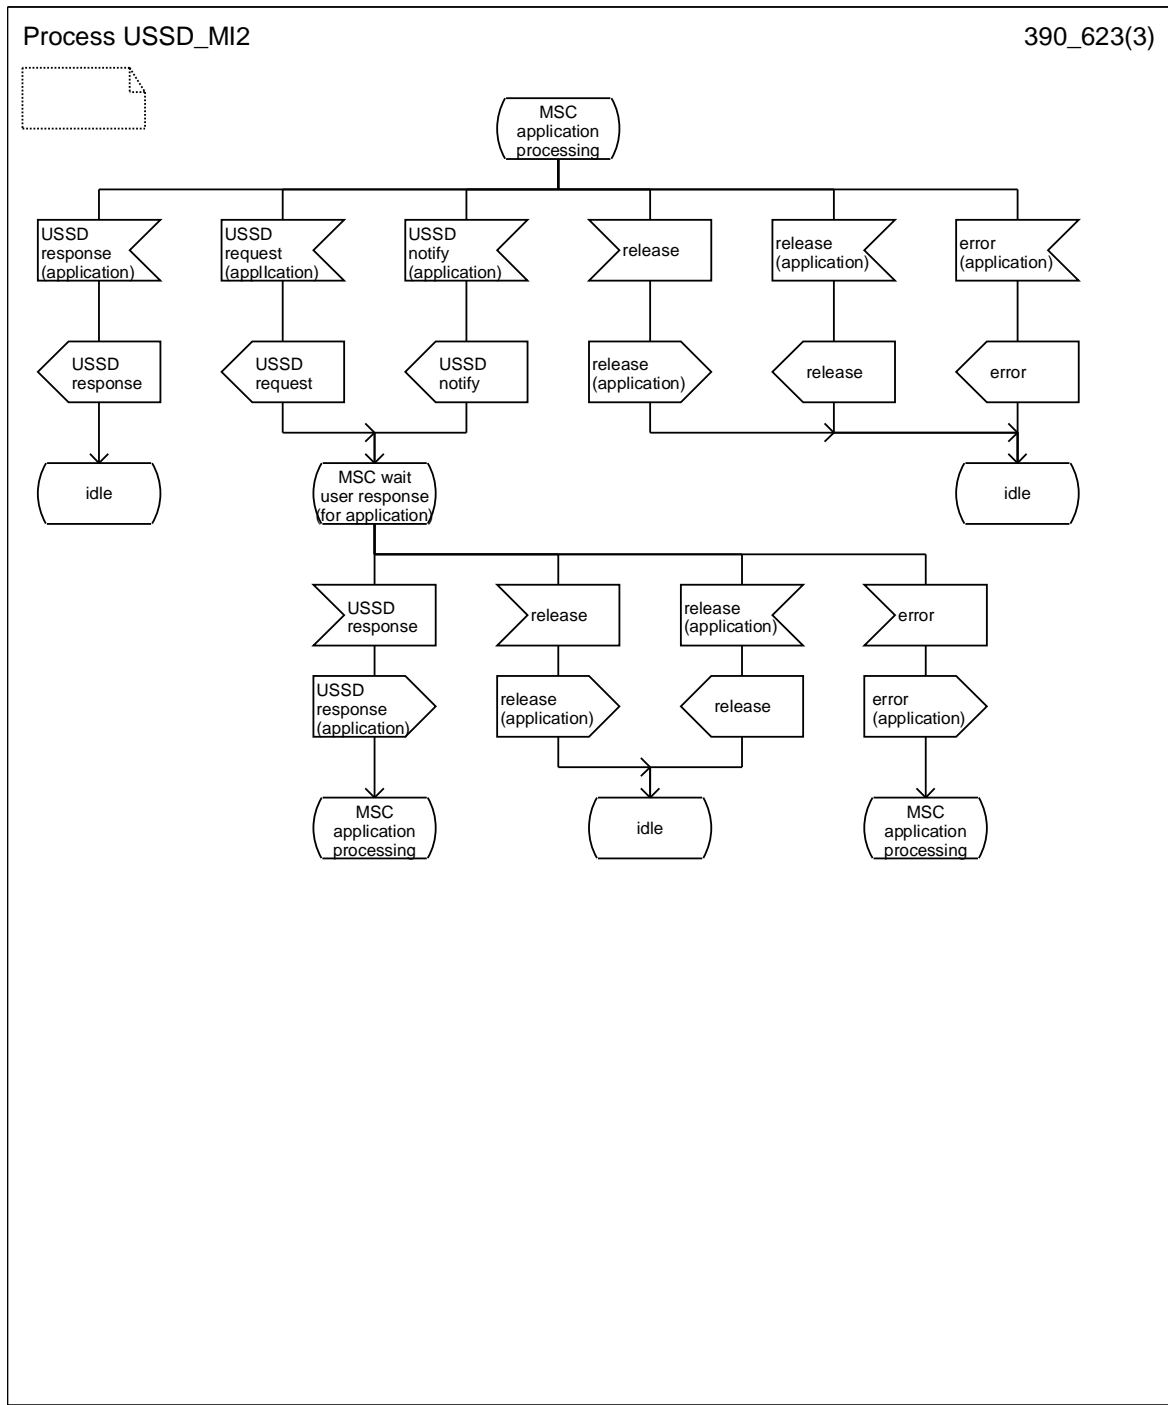 Process USSD_MI2
390_623(3)
MSC
application
processing
USSD
response
(application)
USSD
request
(appllcation)
USSD
notify
(application)
release
release
(application)
error
(application)
USSD
response
USSD
request
USSD
notify
release
(application)
release
error
idle
MSC wait
user response
(for application)
idle
USSD
response
release
release
(application)
error
USSD
response
(application)
release
(application)
release
error
(application)
MSC
application
processing
idle
MSC
application
processing